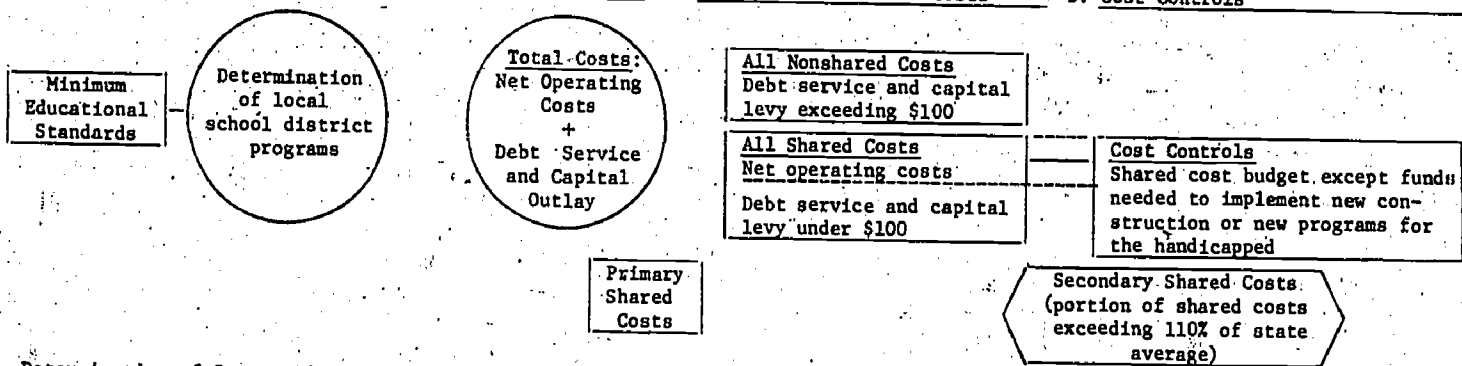 D. Cost Controls
Minimum
Educational
Standards
Determination
of local
school district
programs
Total Costs:
Net Operating
Costs
+
Debt Service
and Capital
Outlay
All Nonshared Costs
Debt service and capital
levy exceeding $100
All Shared Costs
Net operating costs
Debt service and capital
levy under $100
Cost Controls
Shared cost budget except funds
needed to implement new con-
struction or new programs for
the handicapped
Primary
Shared
Costs
Secondary Shared Costs
(portion of shared costs
exceeding 110% of state
average)